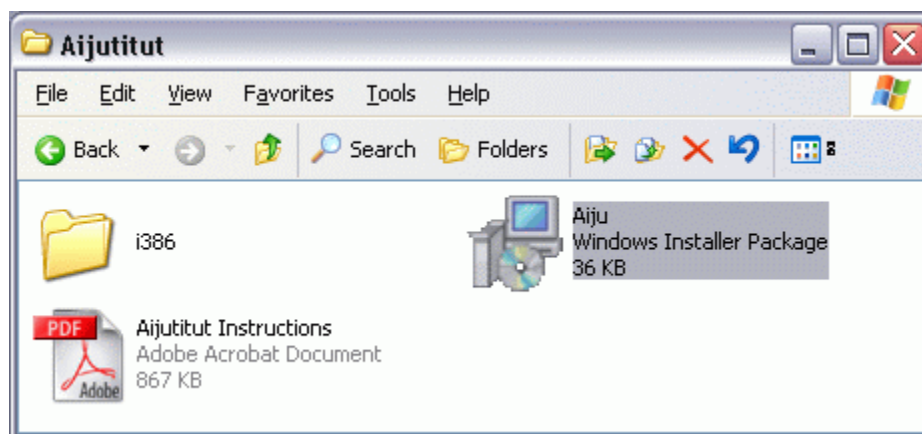 Aijutitut
File Edit View Favorites Tools Help
Back Search Folders
i386
Aiju
Windows Installer Package
36 KB
PDF
Adobe
Aijutitut Instructions
Adobe Acrobat Document
867 KB